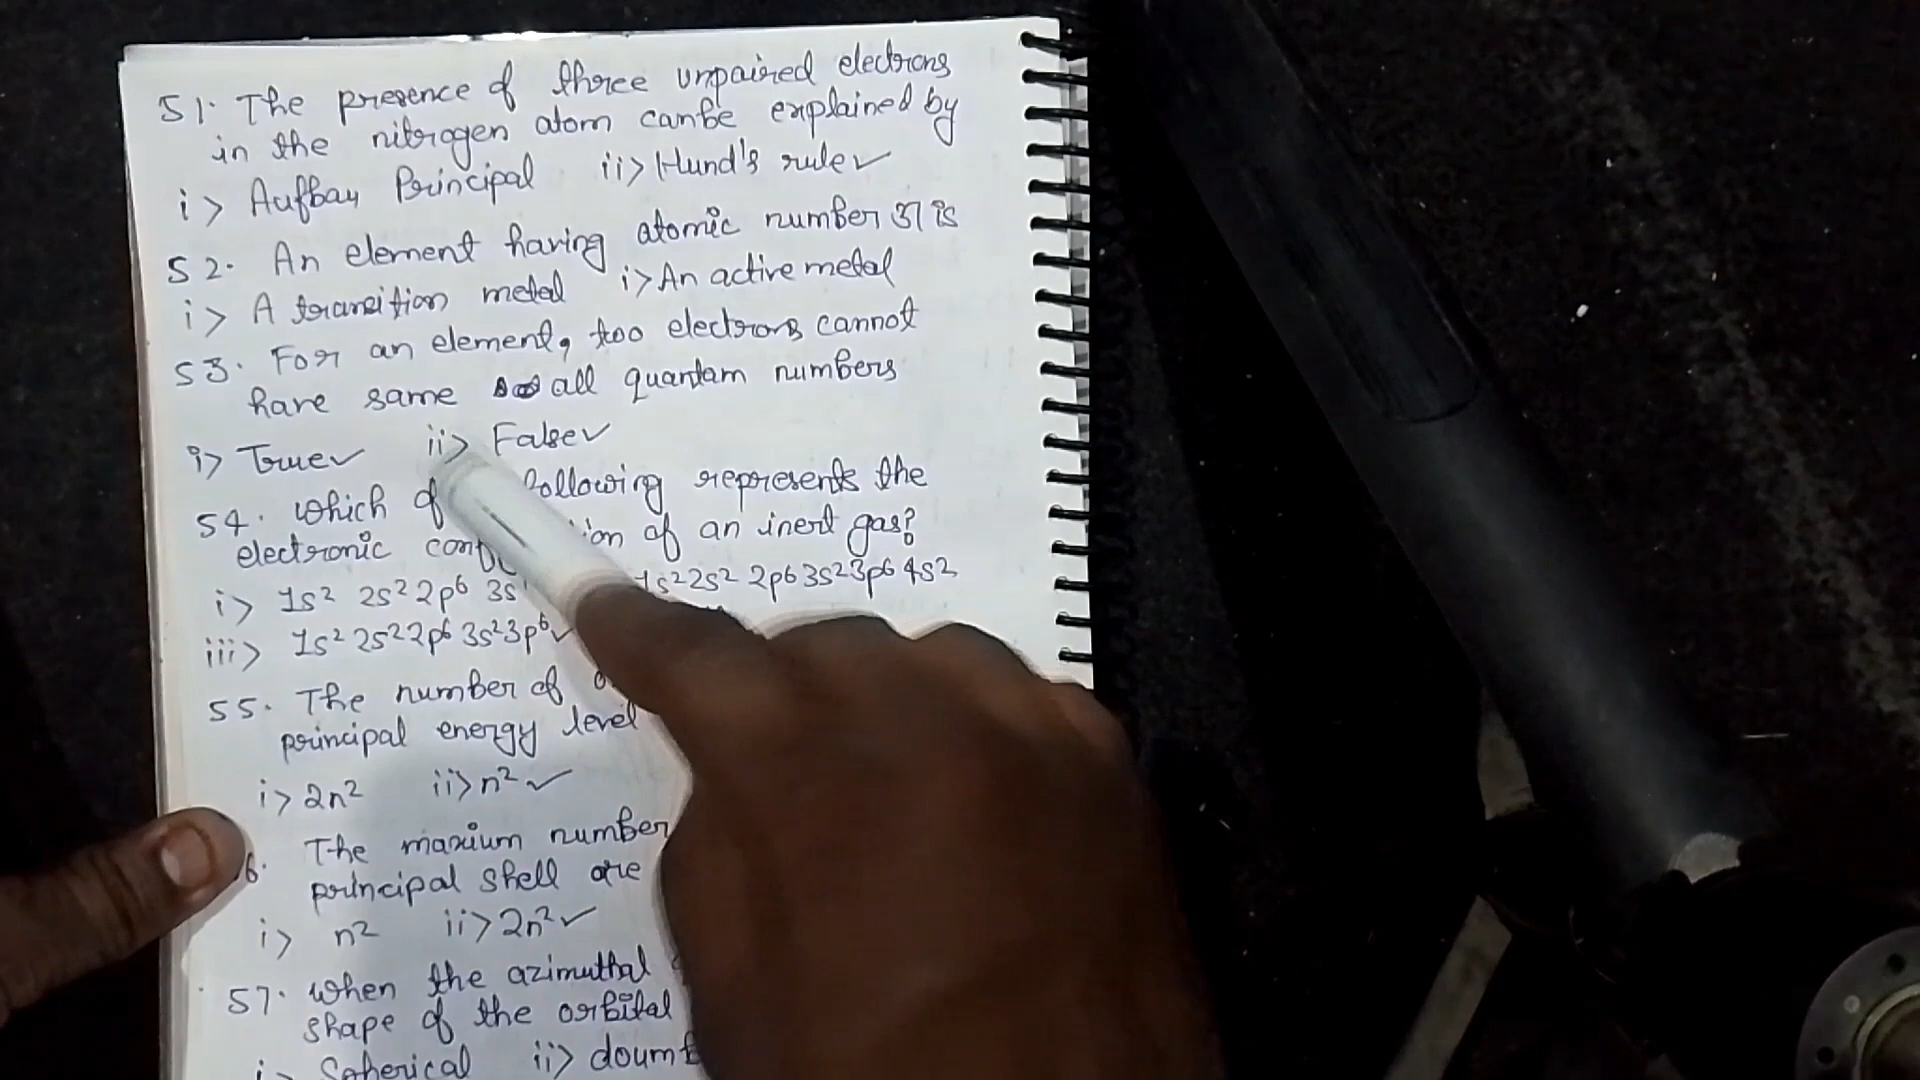 51. The presence of three unpaired electrons
in the nitrogen atom canbe explained by
i> Aufbau Principal ii> Hund's rule✓
52. An element having atomic number 37 is
i> A transition metal i> An active metal
53. For an element, too electrons cannot
have same all quantam numbers
i> True✓ ii> False✓
54. which of following represents the
electronic ion of an inert gas?
i> 1s² 2s² 2p⁶ 3s¹ 1s² 2s² 2p⁶ 3s² 3p⁶ 4s²
iii> 1s² 2s² 2p⁶ 3s² 3p⁶✓
55. The number of
principal energy level
i> 2n² ii> n²✓
6. The maxium number
principal shell are
i> n² ii> 2n²✓
57. when the azimuthal
shape of the orbital
i> Spherical ii>